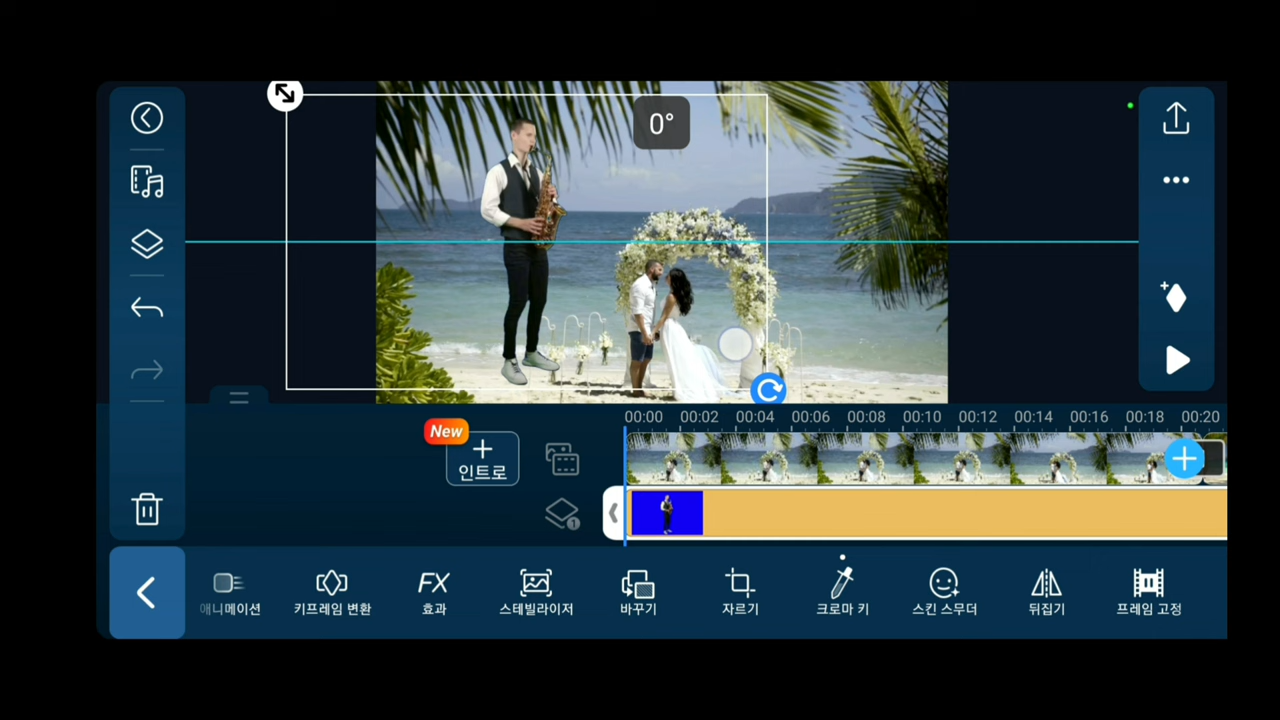 0°
00:00 00:02 00:04 00:06 00:08 00:10 00:12 00:14 00:16 00:18 00:20
New
인트로
1
애니메이션 키프레임 변환 FX 효과 스테빌라이저 바꾸기 자르기 크로마 키 스킨 스무더 뒤집기 프레임 고정